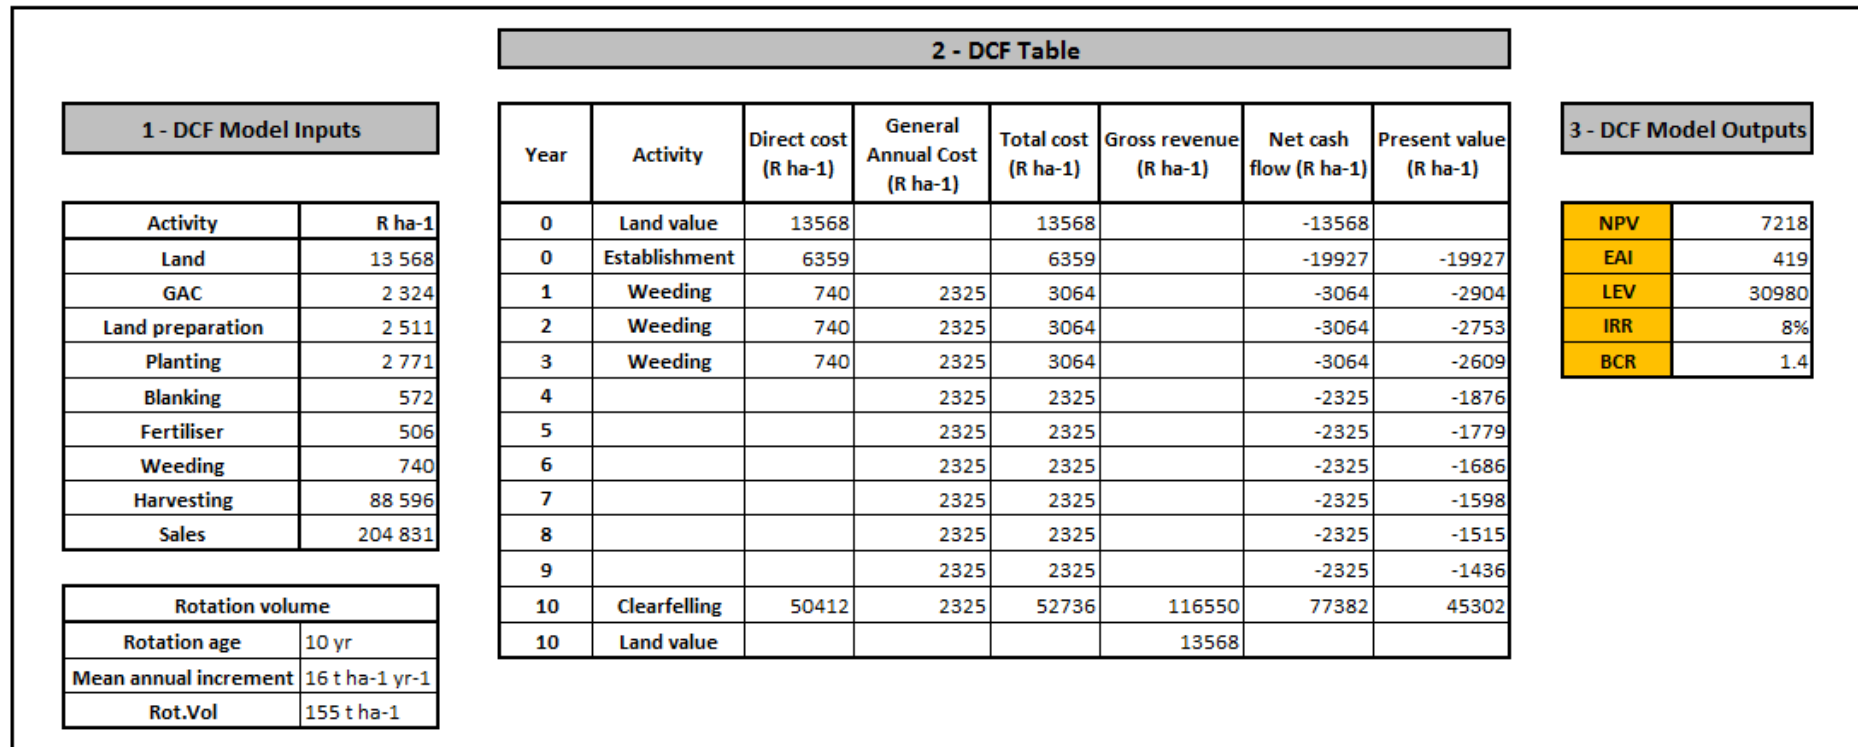 2 - DCF Table
1 - DCF Model Inputs
3 - DCF Model Outputs
Activity R ha-1
Land 13 568
GAC 2 324
Land preparation 2 511
Planting 2 771
Blanking 572
Fertiliser 506
Weeding 740
Harvesting 88 596
Sales 204 831
Rotation volume
Rotation age 10 yr
Mean annual increment 16 t ha-1 yr-1
Rot.Vol 155 t ha-1
Year Activity Direct cost (R ha-1) General Annual Cost (R ha-1) Total cost (R ha-1) Gross revenue (R ha-1) Net cash flow (R ha-1) Present value (R ha-1)
0 Land value 13568 13568 -13568
0 Establishment 6359 6359 -19927 -19927
1 Weeding 740 2325 3064 -3064 -2904
2 Weeding 740 2325 3064 -3064 -2753
3 Weeding 740 2325 3064 -3064 -2609
4 2325 2325 -2325 -1876
5 2325 2325 -2325 -1779
6 2325 2325 -2325 -1686
7 2325 2325 -2325 -1598
8 2325 2325 -2325 -1515
9 2325 2325 -2325 -1436
10 Clearfelling 50412 2325 52736 116550 77382 45302
10 Land value 13568
NPV 7218
EAI 419
LEV 30980
IRR 8%
BCR 1.4